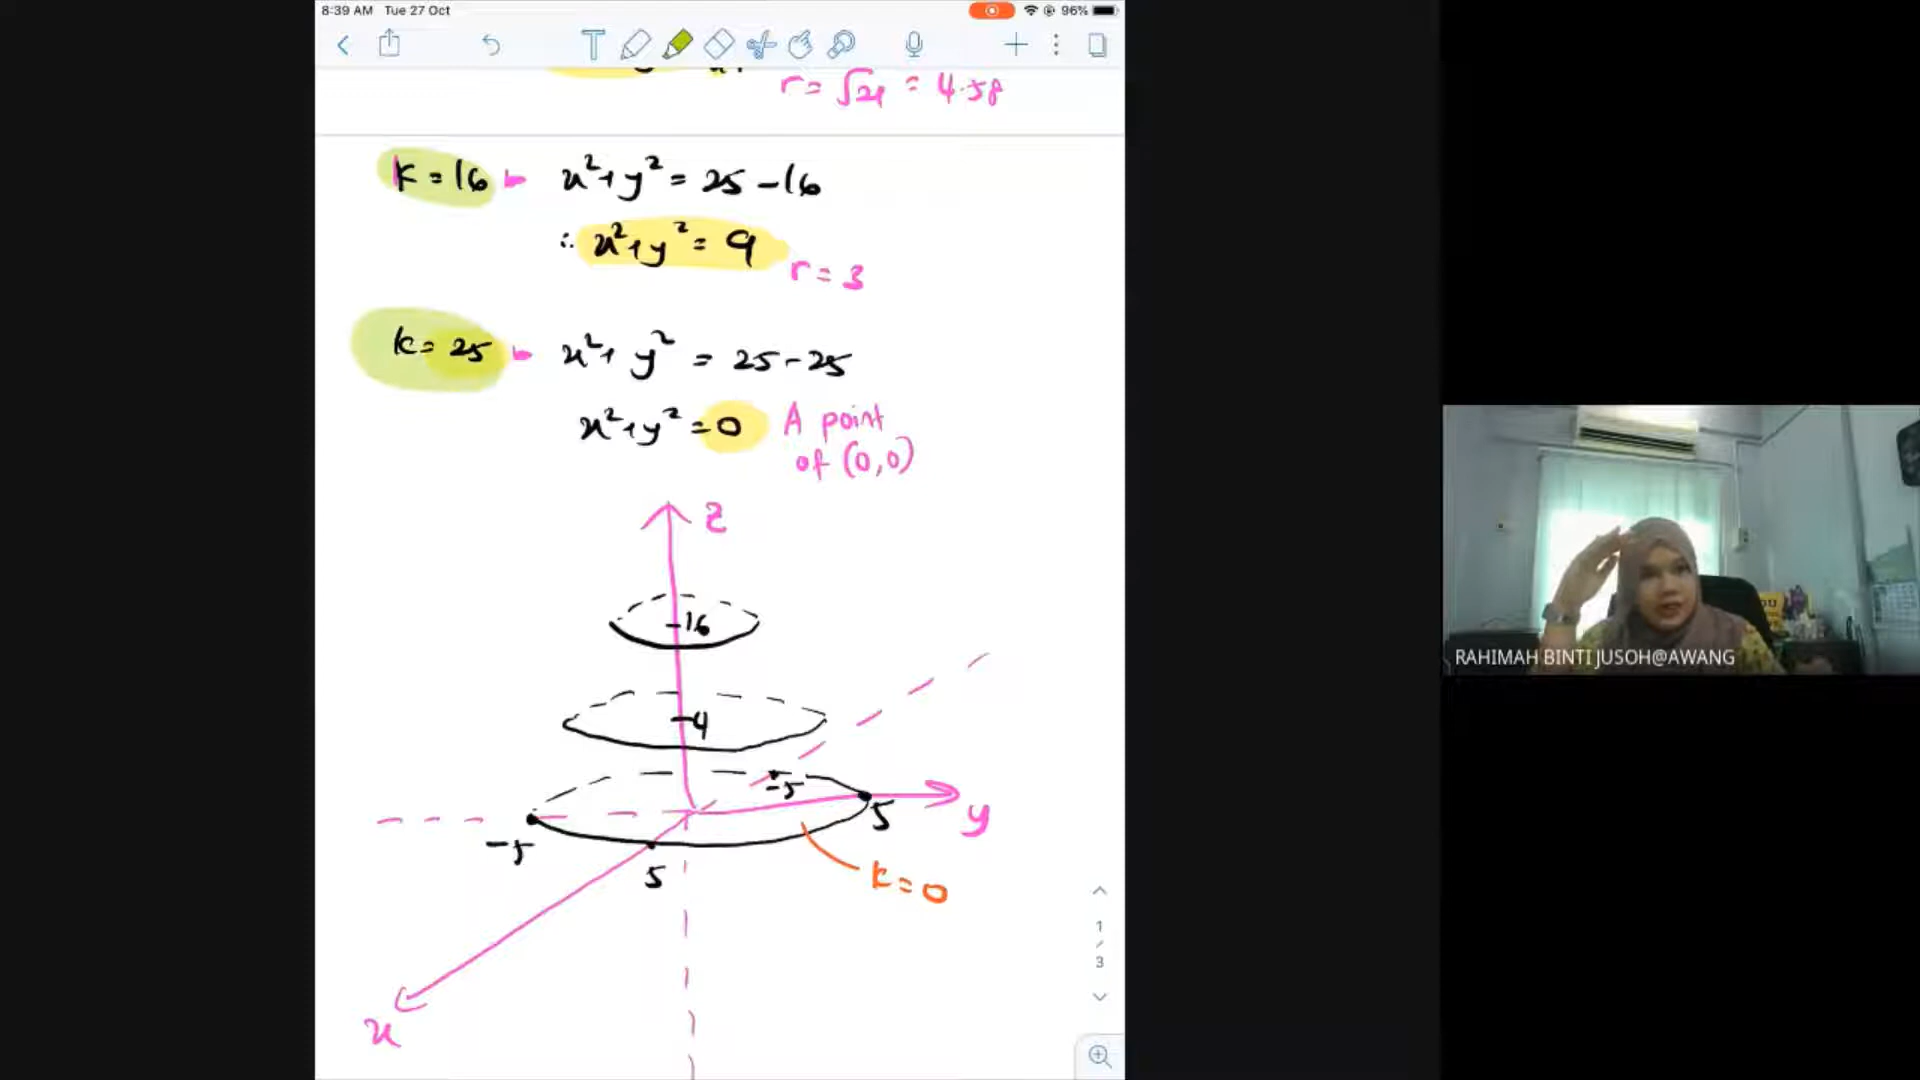 8:39 AM Tue 27 Oct
96%
T
r = √21 = 4.58
k = 16 x² + y² = 25 - 16
∴ x² + y² = 9
r = 3
k = 25 x² + y² = 25 - 25
x² + y² = 0 A point
of (0,0)
z
16
4
-5
5
y
-5
5
k = 0
x
1
/
3
RAHIMAH BINTI JUSOH@AWANG